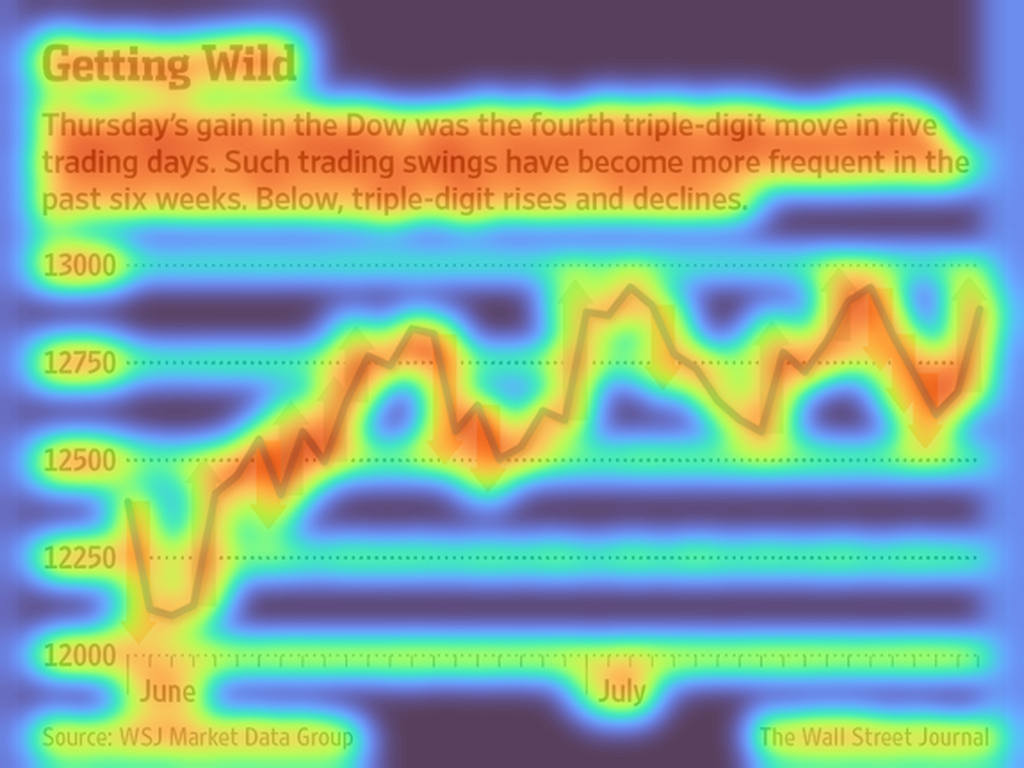 Getting Wild
Thursday's gain in the Dow was the fourth triple-digit move in five
trading days. Such trading swings have become more frequent in the
past six weeks. Below, triple-digit rises and declines.
13000
12750
12500
12250
12000
June July
Source: WSJ Market Data Group The Wall Street Journal